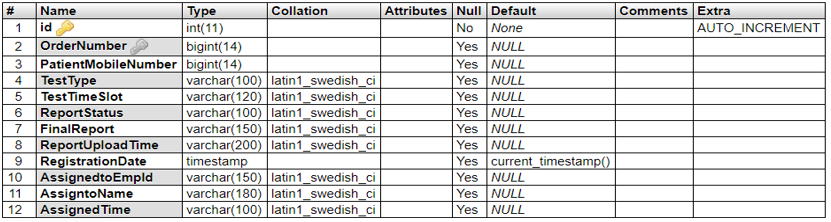 # Name Type Collation Attributes Null Default Comments Extra
1 id int(11) No None AUTO_INCREMENT
2 OrderNumber bigint(14) Yes NULL
3 PatientMobileNumber bigint(14) Yes NULL
4 TestType varchar(100) latin1_swedish_ci Yes NULL
5 TestTimeSlot varchar(120) latin1_swedish_ci Yes NULL
6 ReportStatus varchar(100) latin1_swedish_ci Yes NULL
7 FinalReport varchar(150) latin1_swedish_ci Yes NULL
8 ReportUploadTime varchar(200) latin1_swedish_ci Yes NULL
9 RegistrationDate timestamp Yes current_timestamp()
10 AssignedtoEmpId varchar(150) latin1_swedish_ci Yes NULL
11 AssigntoName varchar(180) latin1_swedish_ci Yes NULL
12 AssignedTime varchar(100) latin1_swedish_ci Yes NULL